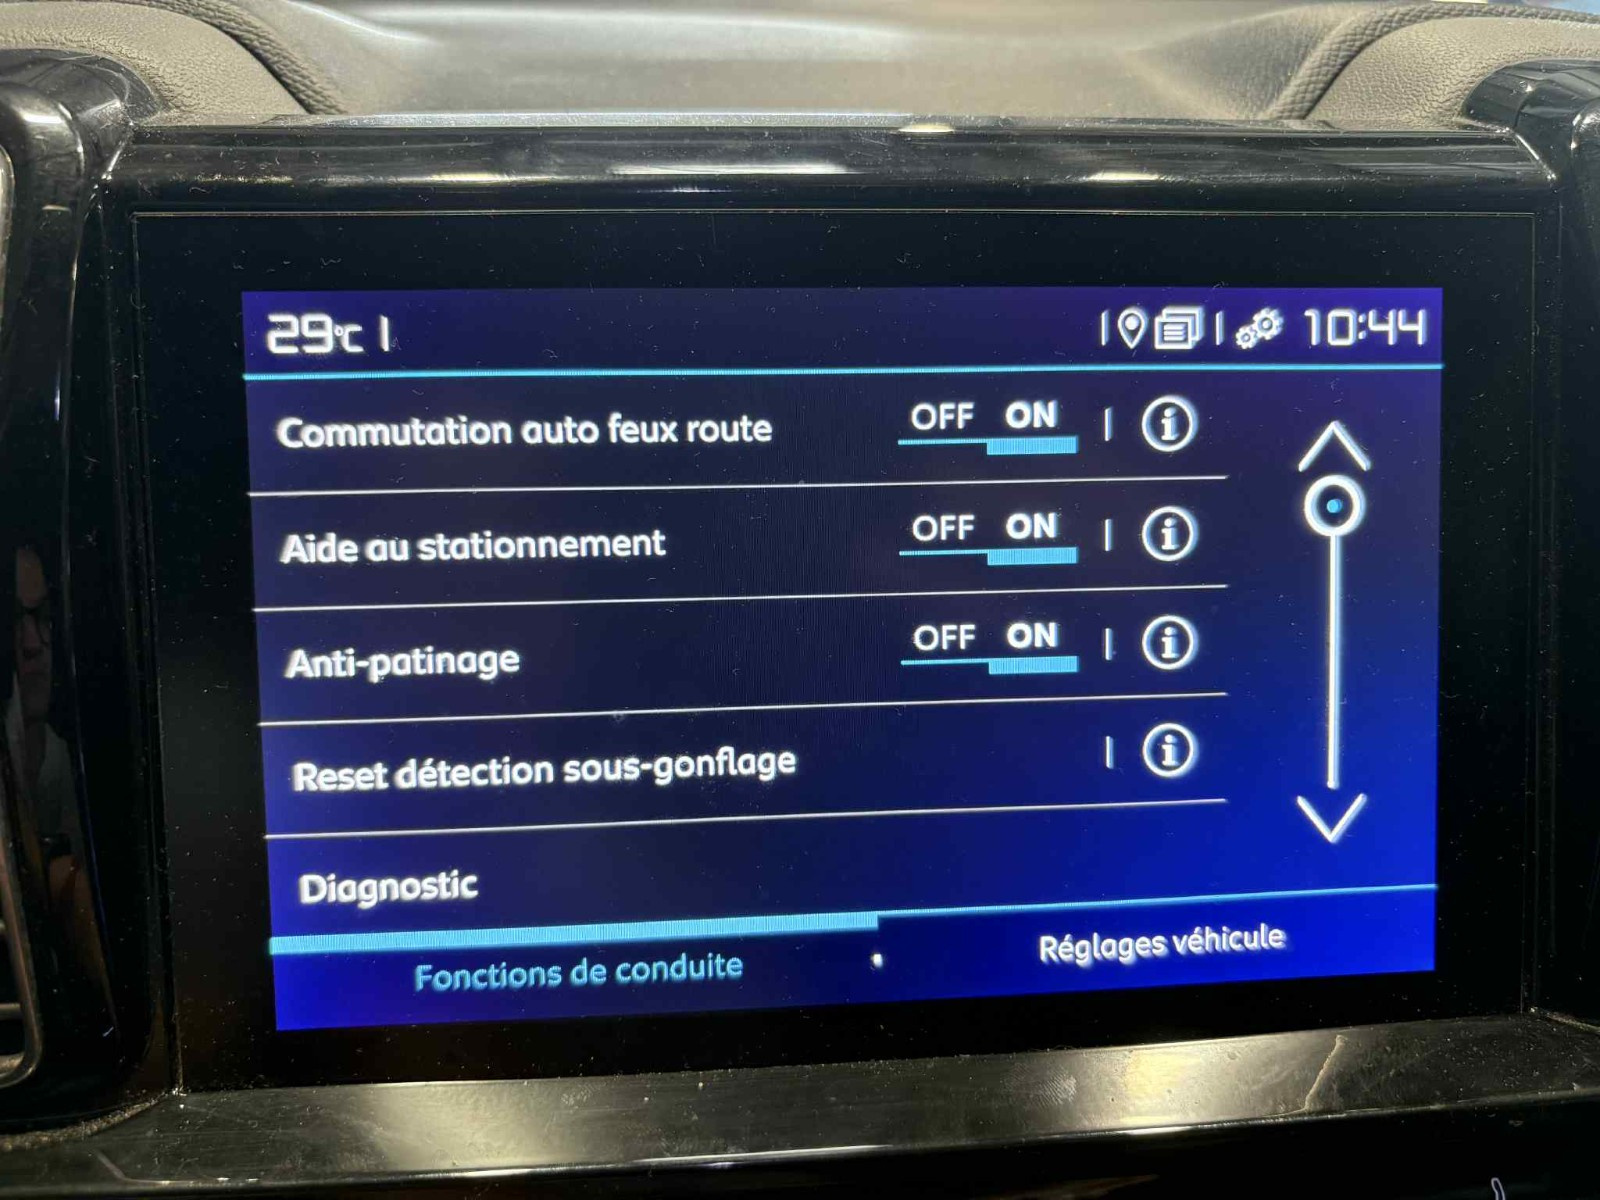 29°C
10:44
Commutation auto feux route OFF ON
Aide au stationnement OFF ON
Anti-patinage OFF ON
Reset détection sous-gonflage
Diagnostic
Fonctions de conduite
Réglages véhicule